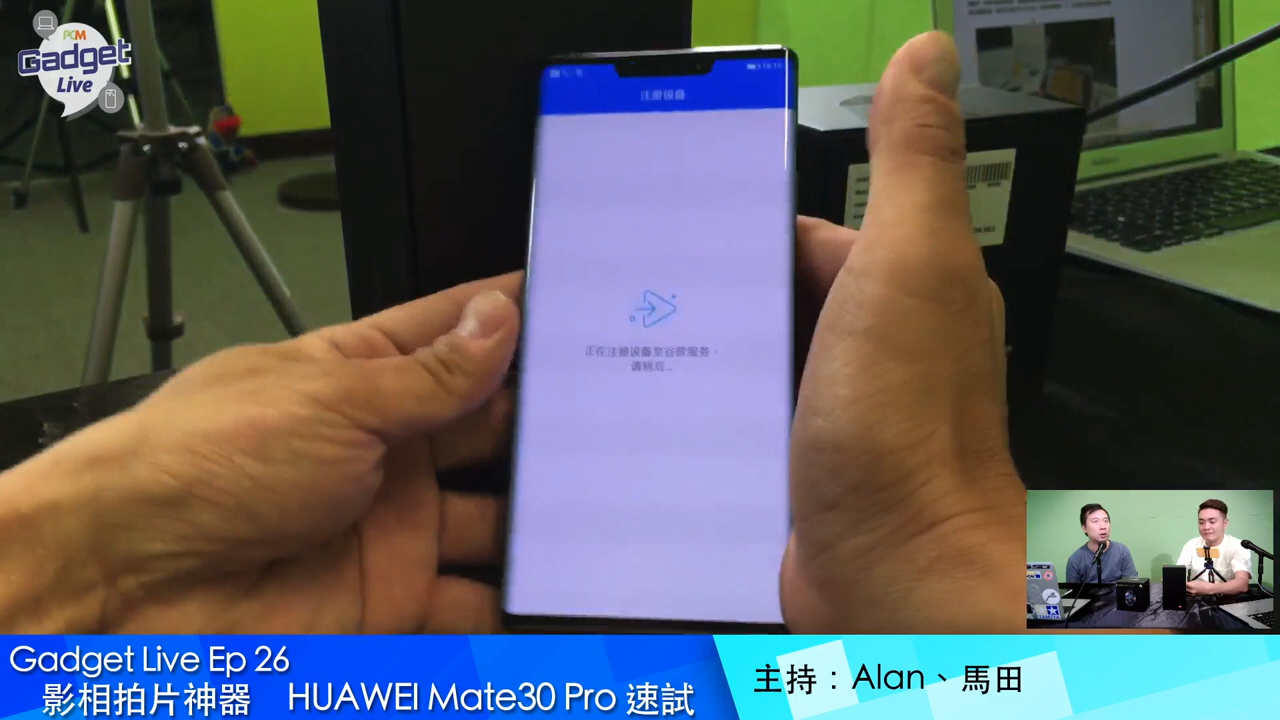 PCM
Gadget
Live
注册设备
正在注册设备至谷歌服务，
请稍后...
Gadget Live Ep 26
影相拍片神器 HUAWEI Mate30 Pro 速試
主持：Alan、馬田